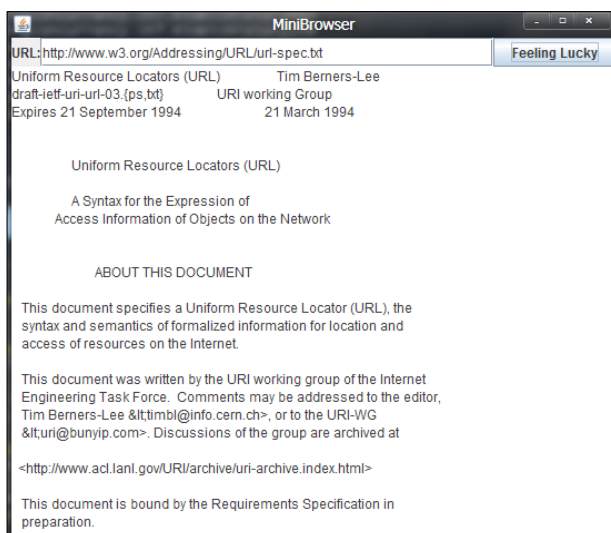 MiniBrowser
URL: http://www.w3.org/Addressing/URL/url-spec.txt Feeling Lucky
Uniform Resource Locators (URL) Tim Berners-Lee
draft-ietf-uri-url-03.{ps,txt} URI working Group
Expires 21 September 1994 21 March 1994
Uniform Resource Locators (URL)
A Syntax for the Expression of
Access Information of Objects on the Network
ABOUT THIS DOCUMENT
This document specifies a Uniform Resource Locator (URL), the
syntax and semantics of formalized information for location and
access of resources on the Internet.
This document was written by the URI working group of the Internet
Engineering Task Force. Comments may be addressed to the editor,
Tim Berners-Lee &lt;timbl@info.cern.ch>, or to the URI-WG
&lt;uri@bunyip.com>. Discussions of the group are archived at
<http://www.acl.lanl.gov/URI/archive/uri-archive.index.html>
This document is bound by the Requirements Specification in
preparation.